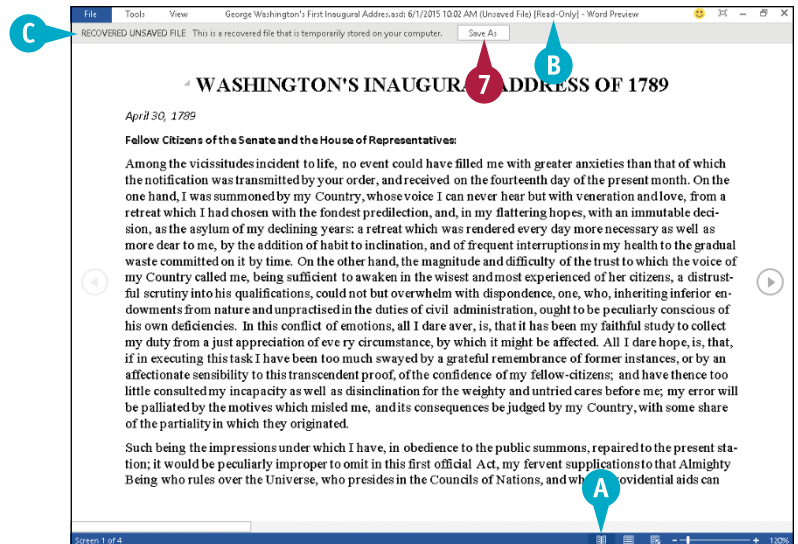 File Tools View George Washington's First Inaugural Addres.asd: 6/1/2015 10:02 AM (Unsaved File) [Read-Only] - Word Preview
C RECOVERED UNSAVED FILE This is a recovered file that is temporarily stored on your computer. Save As
B
7
WASHINGTON'S INAUGUR ADDRESS OF 1789
April 30, 1789
Fellow Citizens of the Senate and the House of Representatives:
Among the vicissitudes incident to life, no event could have filled me with greater anxieties than that of which
the notification was transmitted by your order, and received on the fourteenth day of the present month. On the
one hand, I was summoned by my Country, whose voice I can never hear but with veneration and love, from a
retreat which I had chosen with the fondest predilection, and, in my flattering hopes, with an immutable deci-
sion, as the asylum of my declining years: a retreat which was rendered every day more necessary as well as
more dear to me, by the addition of habit to inclination, and of frequent interruptions in my health to the gradual
waste committed on it by time. On the other hand, the magnitude and difficulty of the trust to which the voice of
my Country called me, being sufficient to awaken in the wisest and most experienced of her citizens, a distrust-
ful scrutiny into his qualifications, could not but overwhelm with dispondence, one, who, inheriting inferior en-
dowments from nature and unpractised in the duties of civil administration, ought to be peculiarly conscious of
his own deficiencies. In this conflict of emotions, all I dare aver, is, that it has been my faithful study to collect
my duty from a just appreciation of eve ry circumstance, by which it might be affected. All I dare hope, is, that,
if in executing this task I have been too much swayed by a grateful remembrance of former instances, or by an
affectionate sensibility to this transcendent proof, of the confidence of my fellow-citizens; and have thence too
little consulted my incapacity as well as disinclination for the weighty and untried cares before me; my error will
be palliated by the motives which misled me, and its consequences be judged by my Country, with some share
of the partiality in which they originated.
Such being the impressions under which I have, in obedience to the public summons, repaired to the present sta-
tion; it would be peculiarly improper to omit in this first official Act, my fervent supplications to that Almighty
Being who rules over the Universe, who presides in the Councils of Nations, and providential aids can
A
Screen 1 of 4 - + 120%